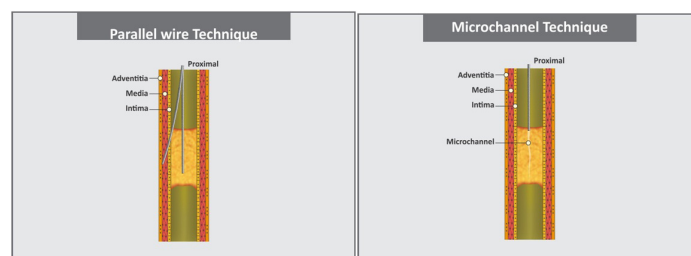 Parallel wire Technique
Proximal
Adventitia
Media
Intima
Microchannel Technique
Proximal
Adventitia
Media
Intima
Microchannel